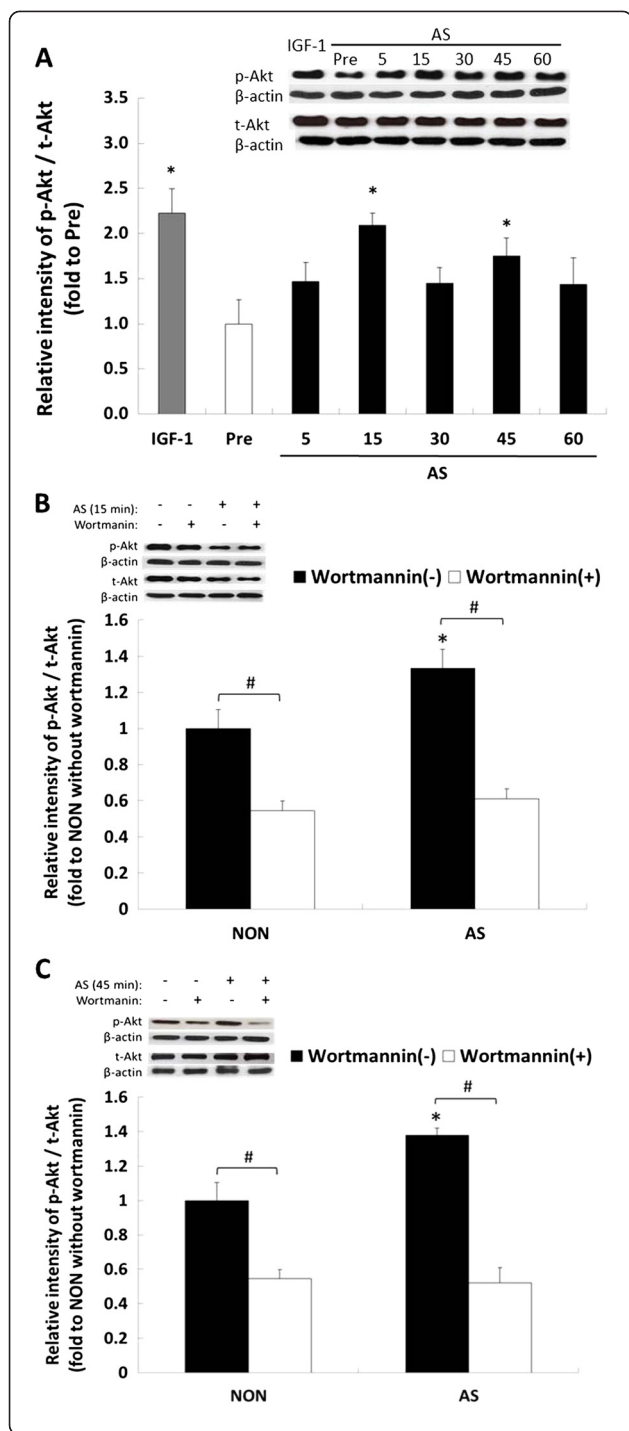 A
AS
IGF-1 Pre 5 15 30 45 60
p-Akt
β-actin
t-Akt
β-actin
Relative intensity of p-Akt / t-Akt
(fold to Pre)
3.5
3.0
2.5
2.0
1.5
1.0
0.5
0.0
* * *
IGF-1 Pre 5 15 30 45 60
AS
B
AS (15 min): - - + +
Wortmanin: - + - +
p-Akt
β-actin
t-Akt
β-actin
Wortmannin(-) Wortmannin(+)
Relative intensity of p-Akt / t-Akt
(fold to NON without wortmannin)
1.6
1.4
1.2
1
0.8
0.6
0.4
0.2
0
# * #
NON AS
C
AS (45 min): - - + +
Wortmanin: - + - +
p-Akt
β-actin
t-Akt
β-actin
Wortmannin(-) Wortmannin(+)
Relative intensity of p-Akt / t-Akt
(fold to NON without wortmannin)
1.6
1.4
1.2
1
0.8
0.6
0.4
0.2
0
# * #
NON AS